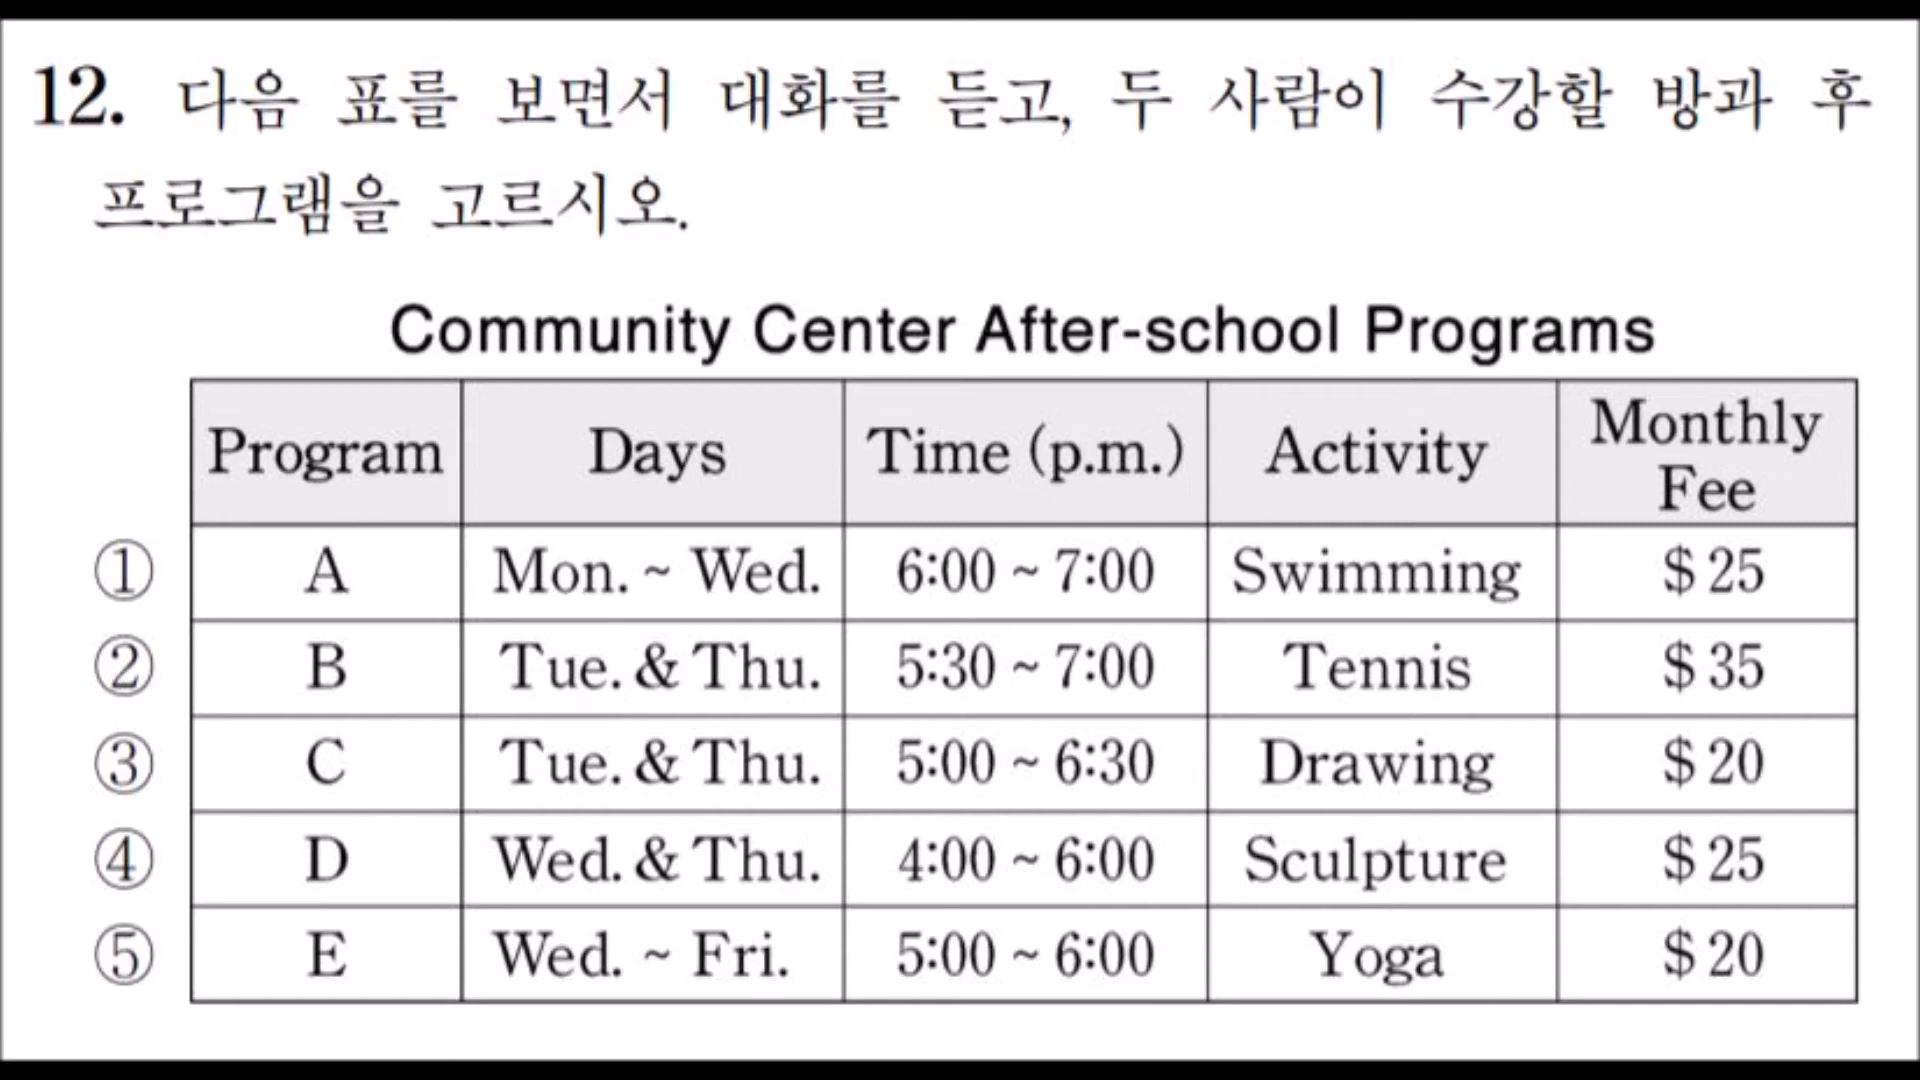 12. 다음 표를 보면서 대화를 듣고, 두 사람이 수강할 방과 후
프로그램을 고르시오.
Community Center After-school Programs
Program Days Time (p.m.) Activity Monthly Fee
① A Mon. ~ Wed. 6:00 ~ 7:00 Swimming $ 25
② B Tue. & Thu. 5:30 ~ 7:00 Tennis $ 35
③ C Tue. & Thu. 5:00 ~ 6:30 Drawing $ 20
④ D Wed. & Thu. 4:00 ~ 6:00 Sculpture $ 25
⑤ E Wed. ~ Fri. 5:00 ~ 6:00 Yoga $ 20